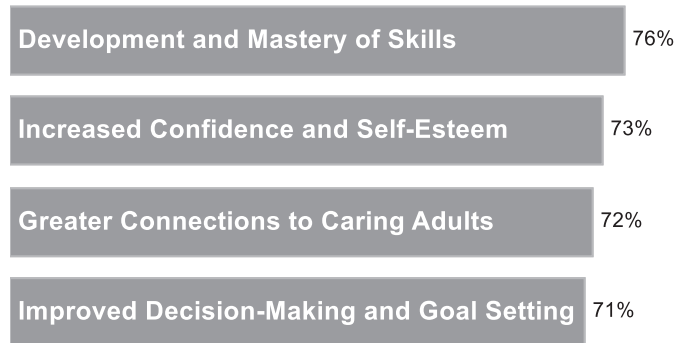 Development and Mastery of Skills 76%
Increased Confidence and Self-Esteem 73%
Greater Connections to Caring Adults 72%
Improved Decision-Making and Goal Setting 71%